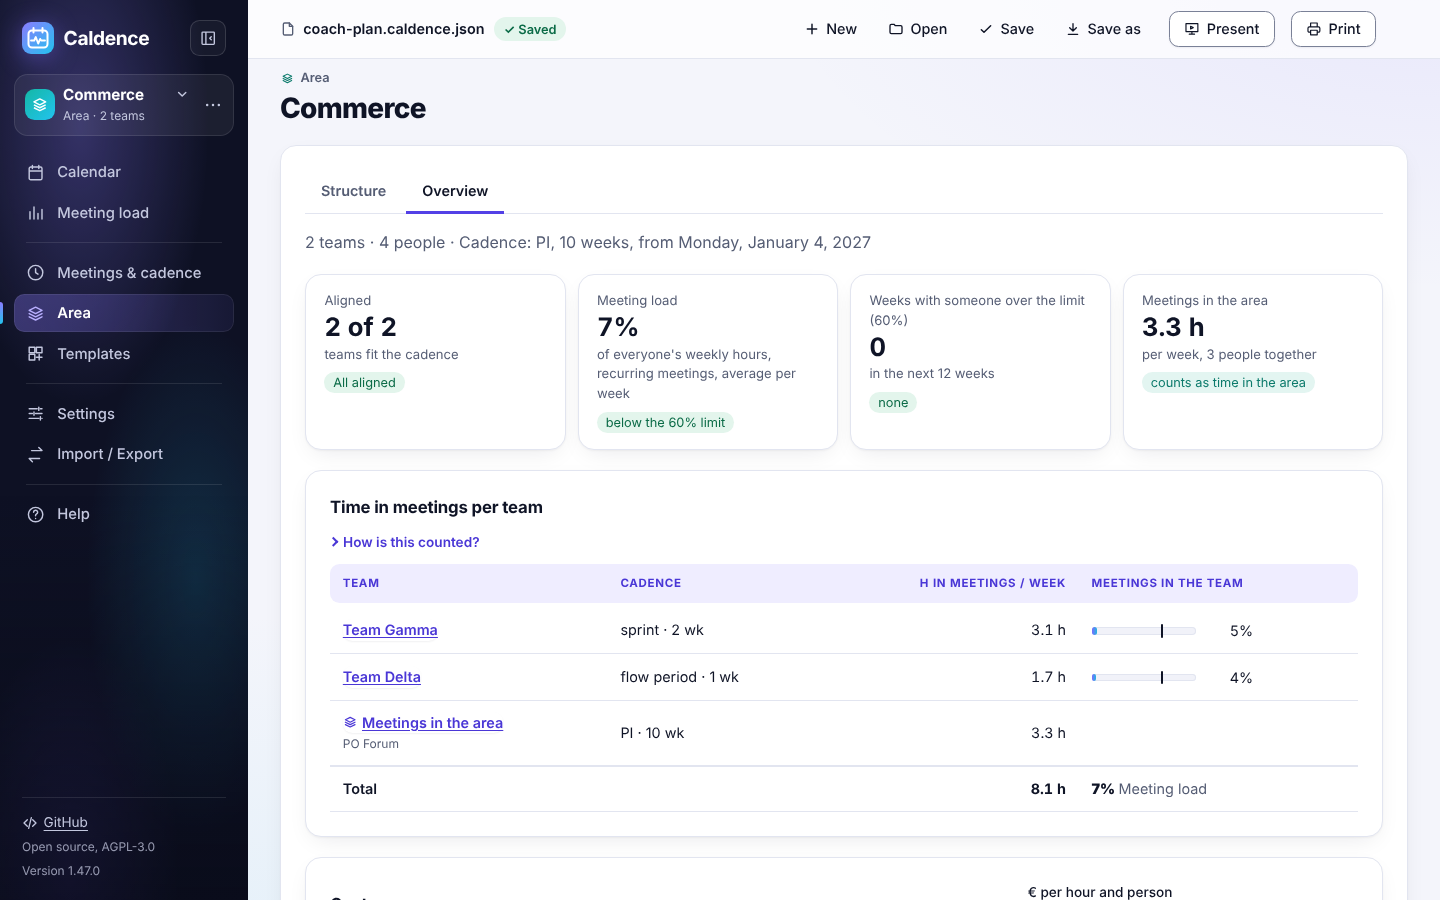 Caldence
Commerce
Area · 2 teams
Calendar
Meeting load
Meetings & cadence
Area
Templates
Settings
Import / Export
Help
GitHub
Open source, AGPL-3.0
Version 1.47.0
coach-plan.caldence.json
Saved
New
Open
Save
Save as
Present
Print
Area
Commerce
Structure
Overview
2 teams · 4 people · Cadence: PI, 10 weeks, from Monday, January 4, 2027
Aligned
2 of 2
teams fit the cadence
All aligned
Meeting load
7%
of everyone's weekly hours,
recurring meetings, average per
week
below the 60% limit
Weeks with someone over the limit
(60%)
0
in the next 12 weeks
none
Meetings in the area
3.3 h
per week, 3 people together
counts as time in the area
Time in meetings per team
How is this counted?
TEAM CADENCE H IN MEETINGS / WEEK MEETINGS IN THE TEAM
Team Gamma sprint · 2 wk 3.1 h 5%
Team Delta flow period · 1 wk 1.7 h 4%
Meetings in the area PI · 10 wk 3.3 h
PO Forum
Total 8.1 h 7% Meeting load
€ per hour and person